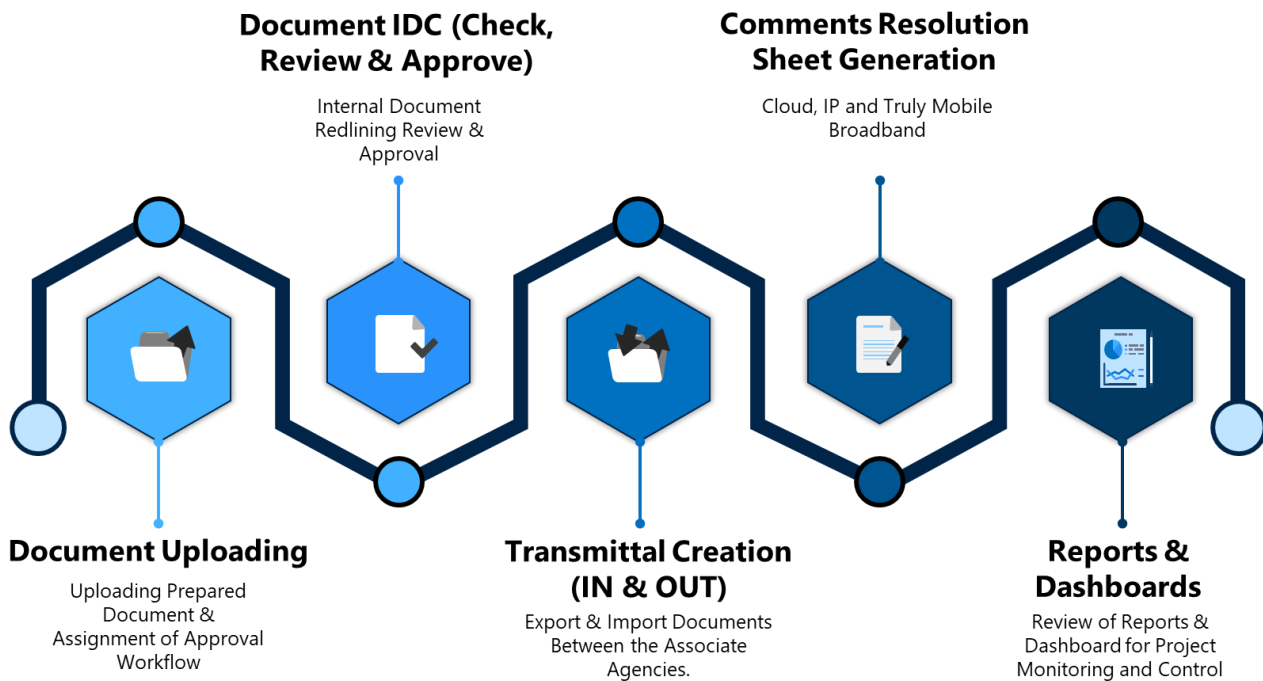 Document IDC (Check,
Review & Approve)
Internal Document
Redlining Review &
Approval
Comments Resolution
Sheet Generation
Cloud, IP and Truly Mobile
Broadband
Document Uploading
Uploading Prepared
Document &
Assignment of Approval
Workflow
Transmittal Creation
(IN & OUT)
Export & Import Documents
Between the Associate
Agencies.
Reports &
Dashboards
Review of Reports &
Dashboard for Project
Monitoring and Control